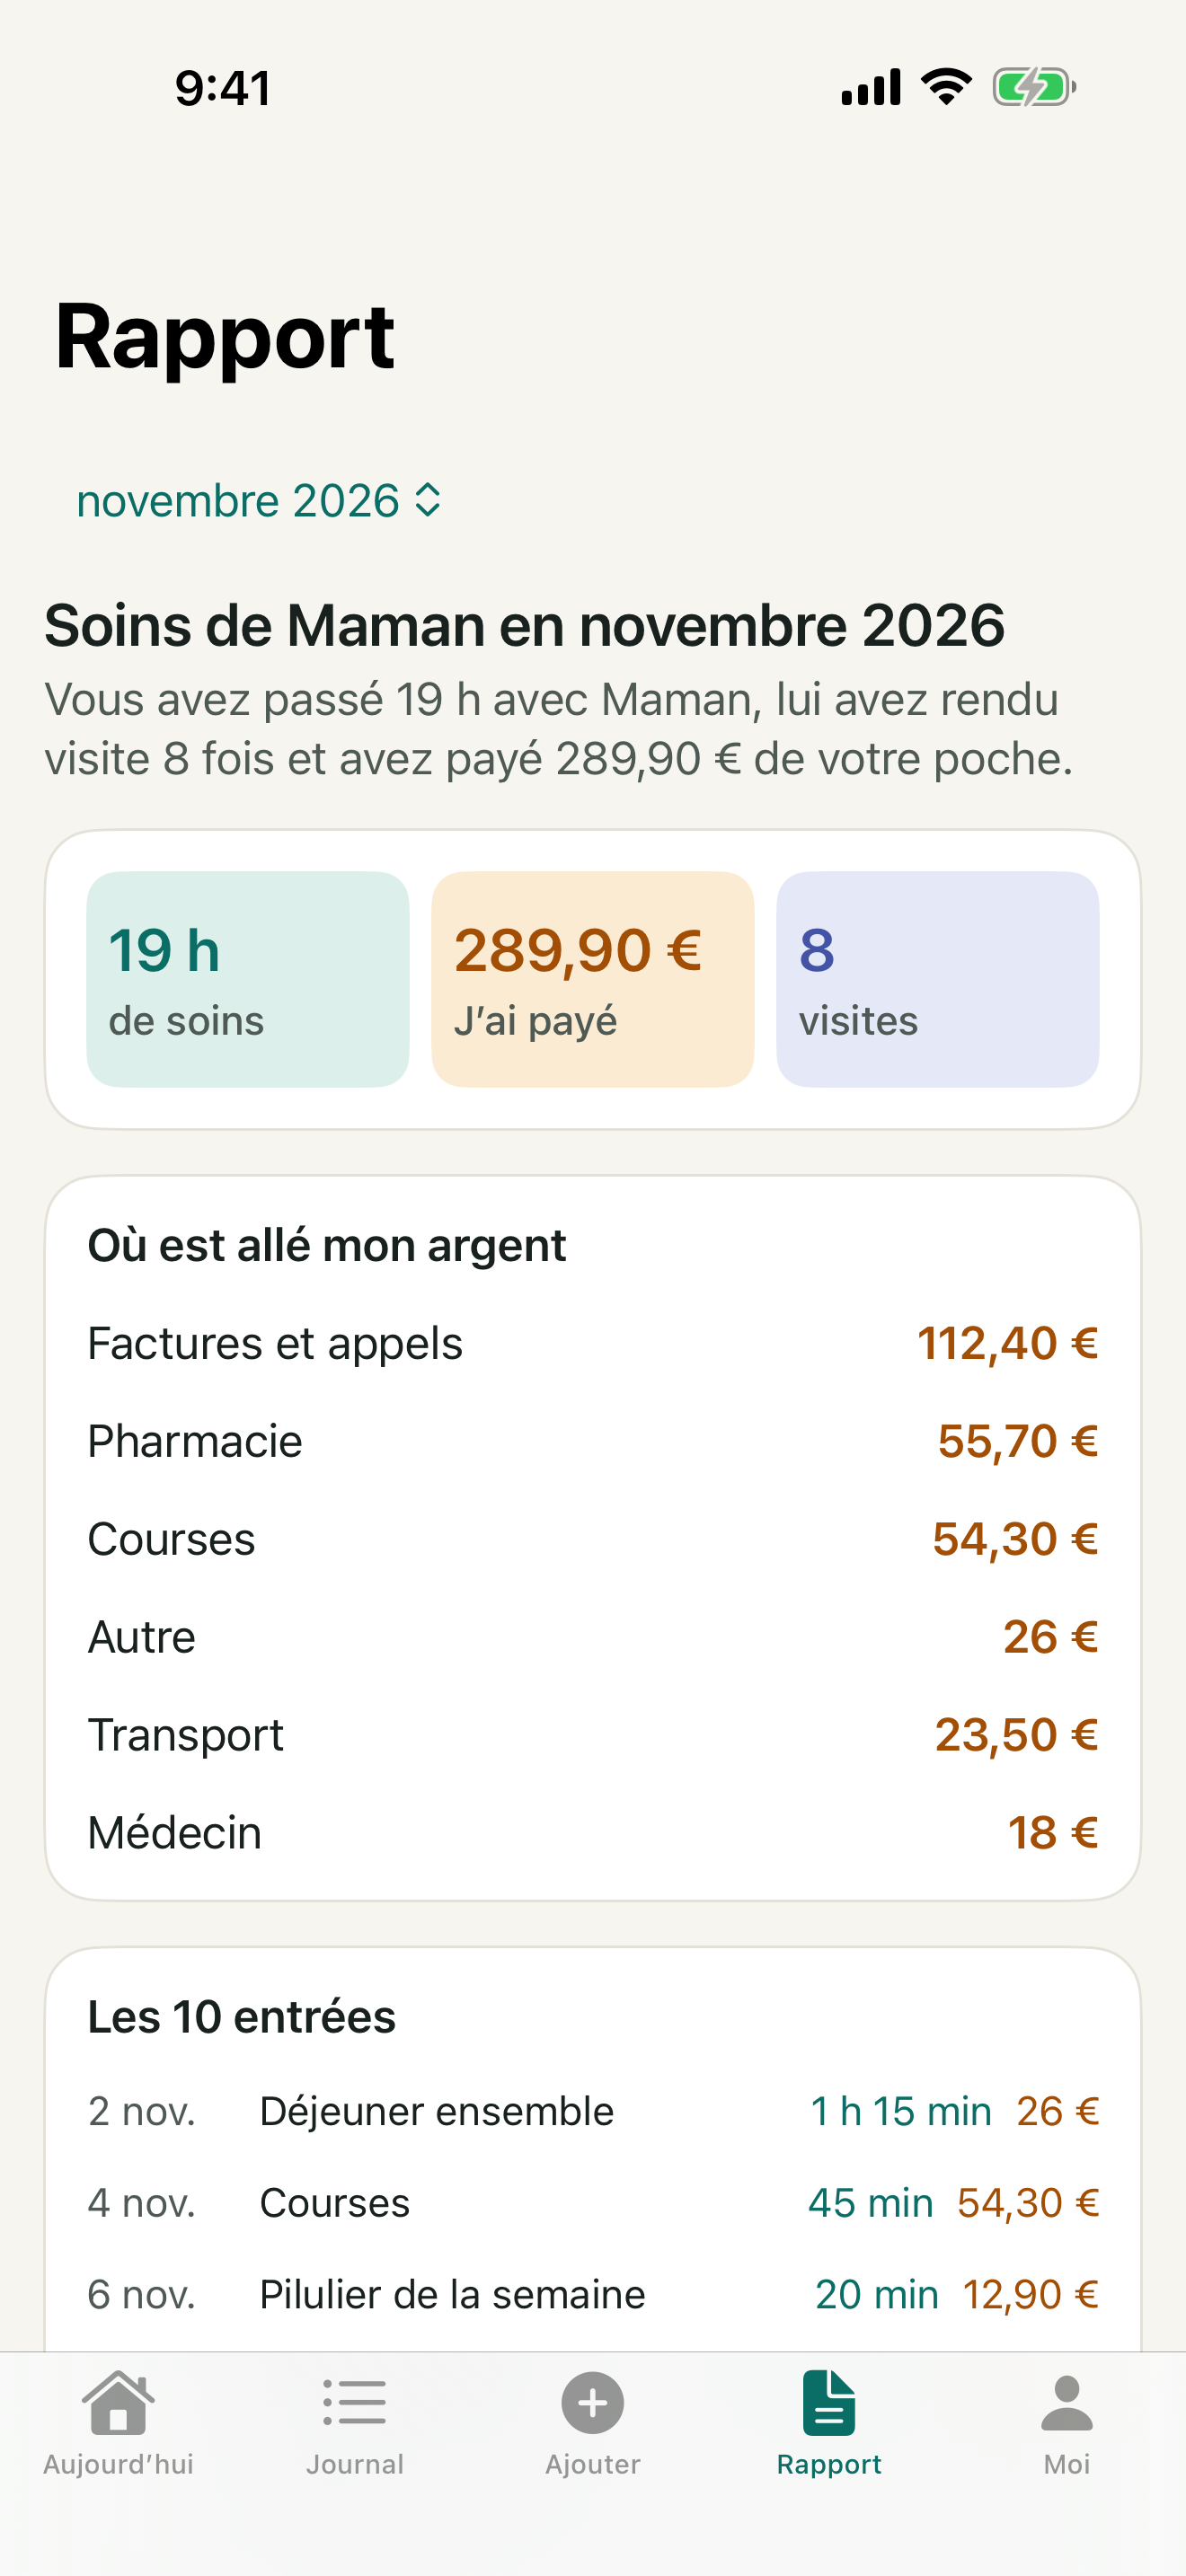 9:41
Rapport
novembre 2026
Soins de Maman en novembre 2026
Vous avez passé 19 h avec Maman, lui avez rendu
visite 8 fois et avez payé 289,90 € de votre poche.
19 h
de soins
289,90 €
J’ai payé
8
visites
Où est allé mon argent
Factures et appels 112,40 €
Pharmacie 55,70 €
Courses 54,30 €
Autre 26 €
Transport 23,50 €
Médecin 18 €
Les 10 entrées
2 nov. Déjeuner ensemble 1 h 15 min 26 €
4 nov. Courses 45 min 54,30 €
6 nov. Pilulier de la semaine 20 min 12,90 €
Aujourd’hui
Journal
Ajouter
Rapport
Moi